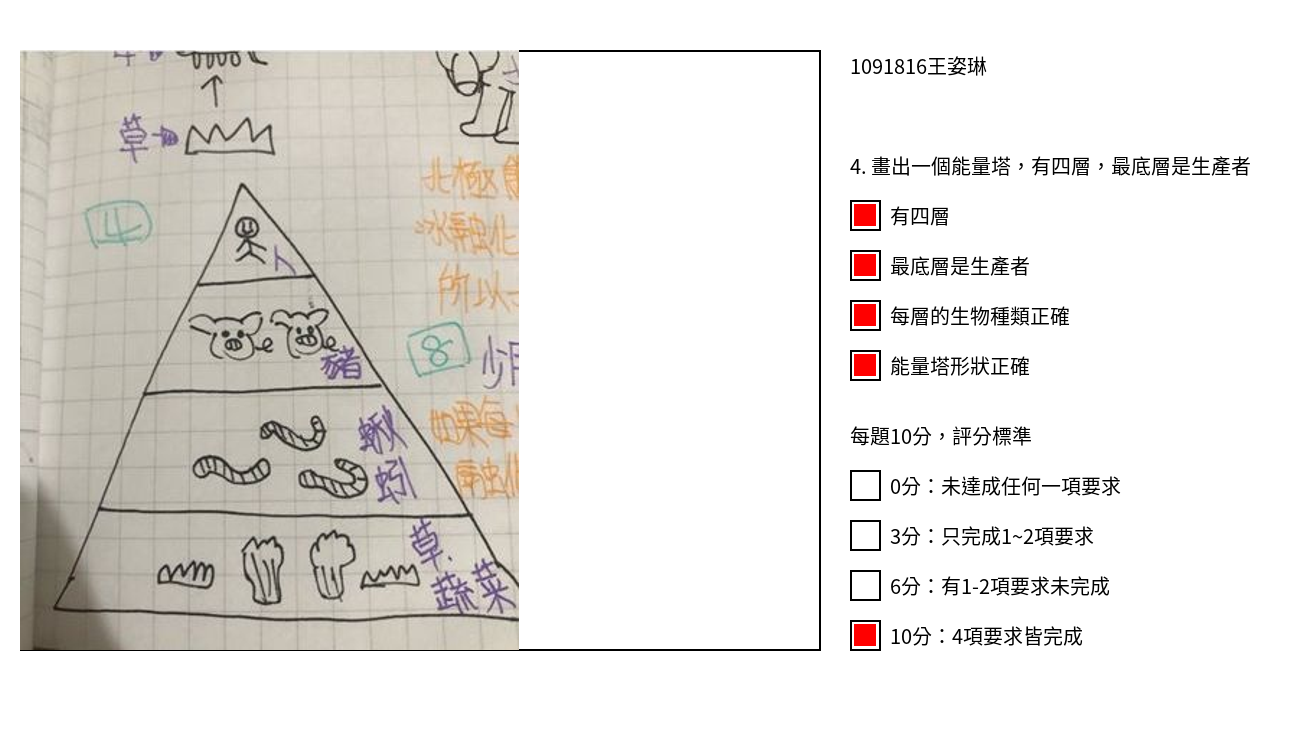 草
4
人
豬
蚯
蚓
草.
蔬菜
北極
冰融化
所以
8
如果每
1091816王姿琳
4. 畫出一個能量塔，有四層，最底層是生產者
有四層
最底層是生產者
每層的生物種類正確
能量塔形狀正確
每題10分，評分標準
0分：未達成任何一項要求
3分：只完成1~2項要求
6分：有1-2項要求未完成
10分：4項要求皆完成